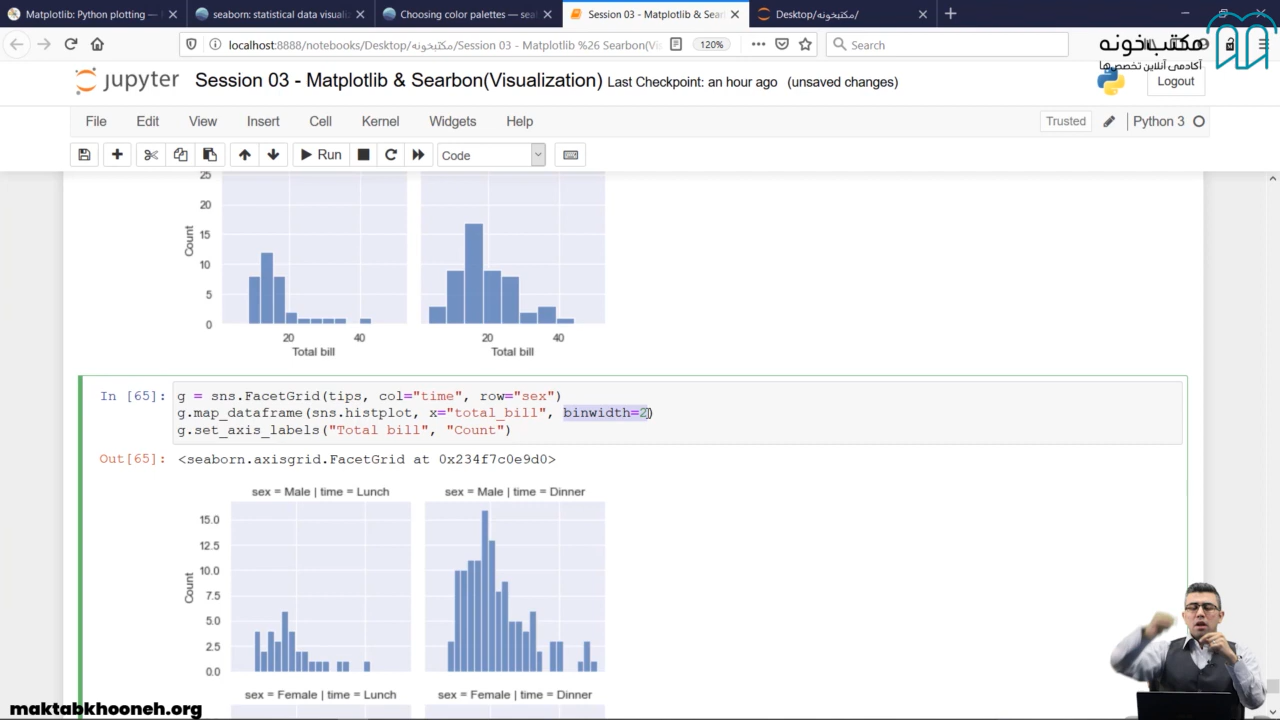 Matplotlib: Python plotting —
seaborn: statistical data visualiz
Choosing color palettes — seab
Session 03 - Matplotlib & Searl
Desktop/مکتبخونه/
localhost:8888/notebooks/Desktop/مکتبخونه/Session 03 - Matplotlib %26 Searbon(Vi
120%
Search
مکتب‌خونه
آکادمی آنلاین تخصص‌ها
jupyter
Session 03 - Matplotlib & Searbon(Visualization)
Last Checkpoint: an hour ago (unsaved changes)
Logout
File Edit View Insert Cell Kernel Widgets Help
Trusted
Python 3
Run
Code
25
20
15
10
5
0
Count
20 40 20 40
Total bill Total bill
In [65]: g = sns.FacetGrid(tips, col="time", row="sex")
g.map_dataframe(sns.histplot, x="total_bill", binwidth=2)
g.set_axis_labels("Total bill", "Count")
Out[65]: <seaborn.axisgrid.FacetGrid at 0x234f7c0e9d0>
sex = Male | time = Lunch sex = Male | time = Dinner
15.0
12.5
10.0
7.5
5.0
2.5
0.0
Count
sex = Female | time = Lunch sex = Female | time = Dinner
maktabkhooneh.org